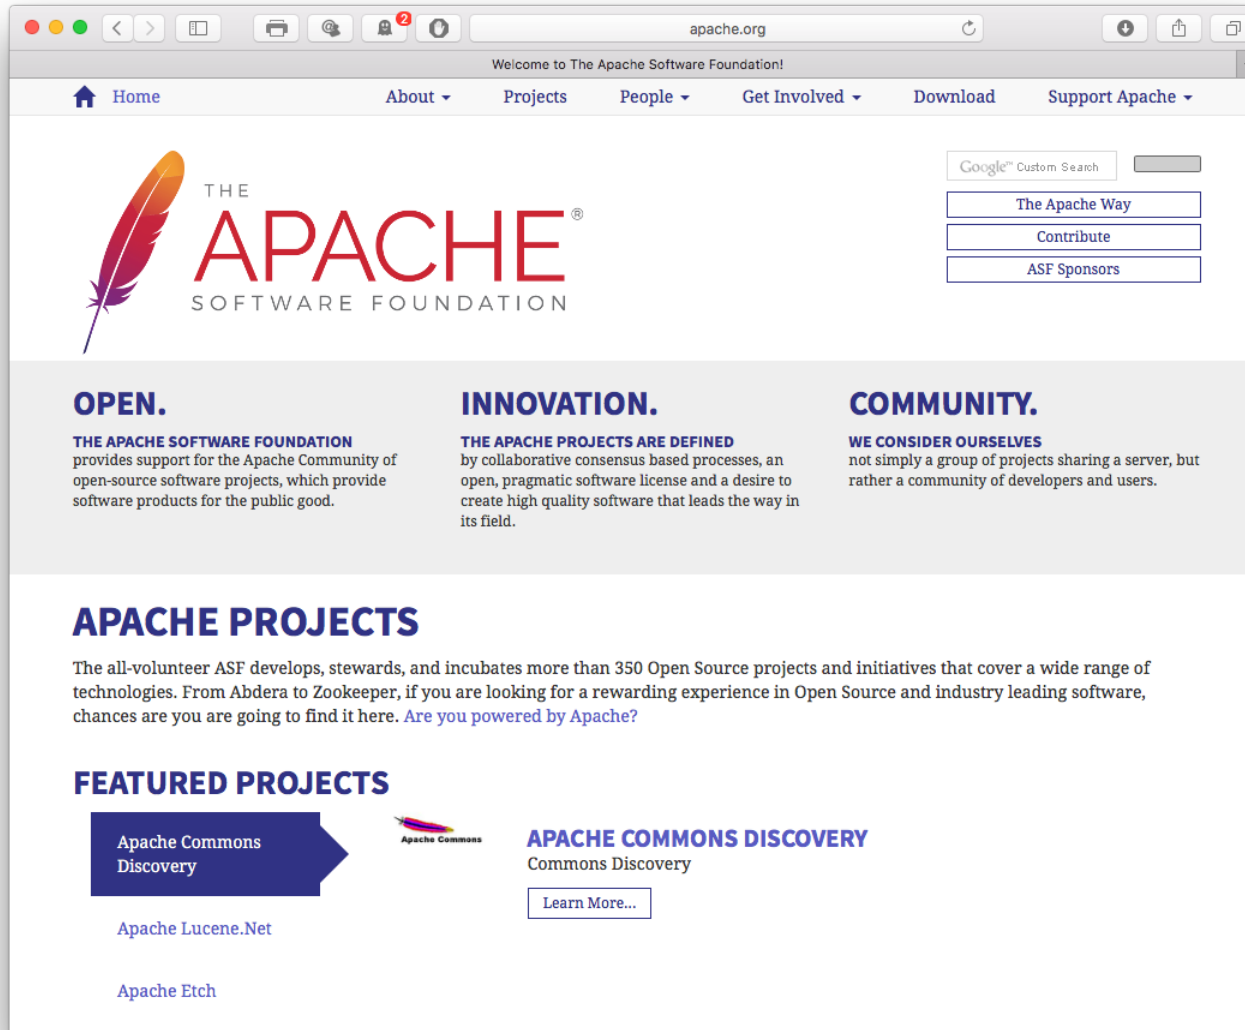 2
apache.org
Welcome to The Apache Software Foundation!
Home About Projects People Get Involved Download Support Apache
THE
APACHE®
SOFTWARE FOUNDATION
Google™ Custom Search
The Apache Way
Contribute
ASF Sponsors
OPEN.
THE APACHE SOFTWARE FOUNDATION
provides support for the Apache Community of
open-source software projects, which provide
software products for the public good.
INNOVATION.
THE APACHE PROJECTS ARE DEFINED
by collaborative consensus based processes, an
open, pragmatic software license and a desire to
create high quality software that leads the way in
its field.
COMMUNITY.
WE CONSIDER OURSELVES
not simply a group of projects sharing a server, but
rather a community of developers and users.
APACHE PROJECTS
The all-volunteer ASF develops, stewards, and incubates more than 350 Open Source projects and initiatives that cover a wide range of
technologies. From Abdera to Zookeeper, if you are looking for a rewarding experience in Open Source and industry leading software,
chances are you are going to find it here. Are you powered by Apache?
FEATURED PROJECTS
Apache Commons
Discovery
Apache Lucene.Net
Apache Etch
Apache Commons
APACHE COMMONS DISCOVERY
Commons Discovery
Learn More...